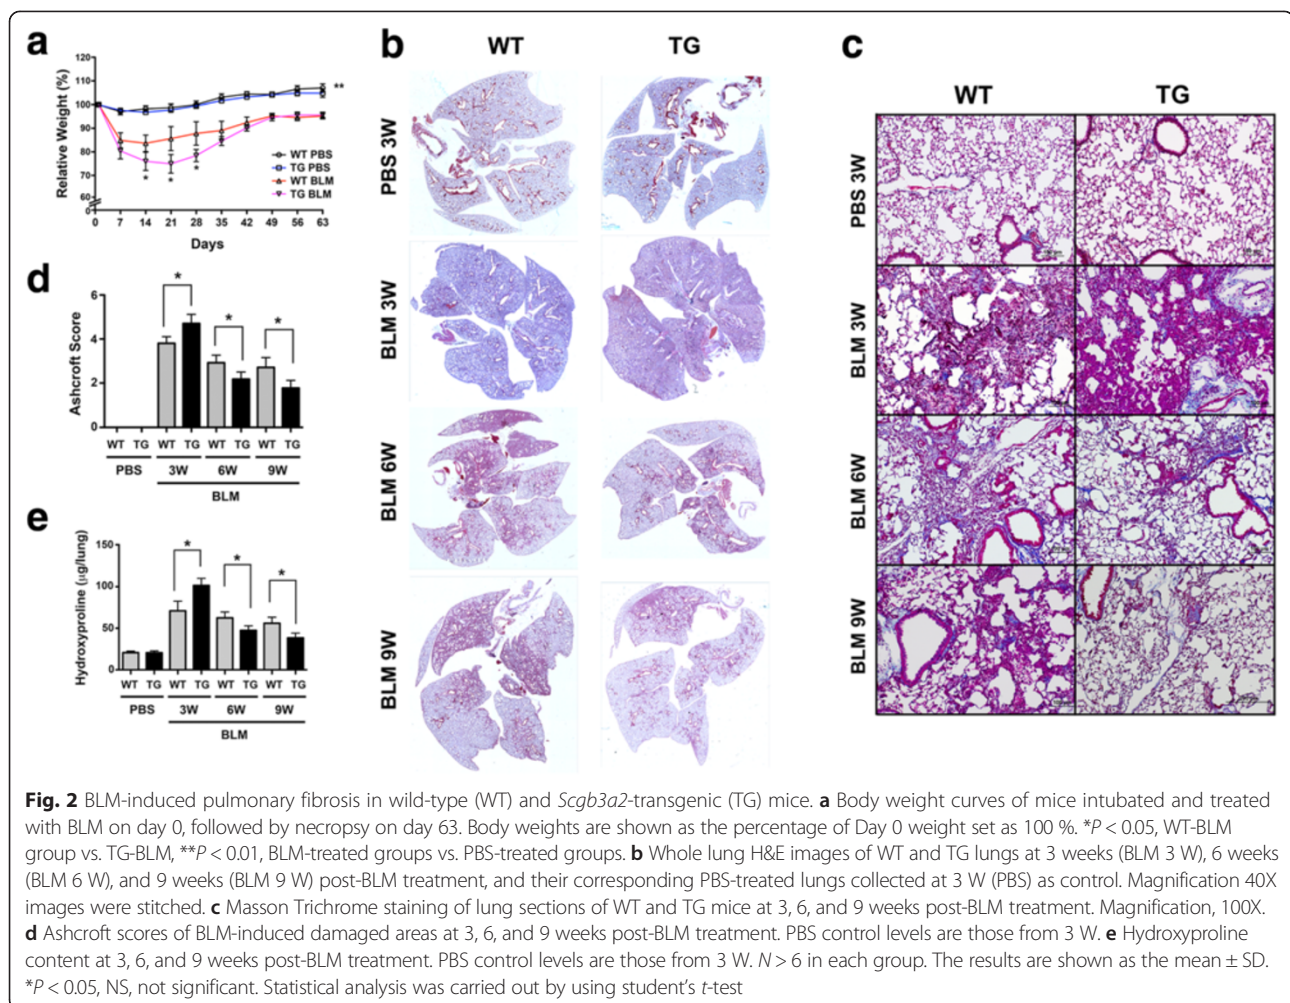 a
120
110
100
90
80
70
60
0
Relative Weight (%)
**
* * *
WT PBS
TG PBS
WT BLM
TG BLM
0 7 14 21 28 35 42 49 56 63
Days
b
WT TG
PBS 3W
BLM 3W
BLM 6W
BLM 9W
c
WT TG
PBS 3W
BLM 3W
BLM 6W
BLM 9W
d
6
4
2
0
Ashcroft Score
* * *
WT TG WT TG WT TG WT TG
PBS 3W 6W 9W
BLM
e
150
100
50
0
Hydroxyproline (μg/lung)
* * *
WT TG WT TG WT TG WT TG
PBS 3W 6W 9W
BLM
Fig. 2 BLM-induced pulmonary fibrosis in wild-type (WT) and Scgb3a2-transgenic (TG) mice. a Body weight curves of mice intubated and treated
with BLM on day 0, followed by necropsy on day 63. Body weights are shown as the percentage of Day 0 weight set as 100 %. *P < 0.05, WT-BLM
group vs. TG-BLM, **P < 0.01, BLM-treated groups vs. PBS-treated groups. b Whole lung H&E images of WT and TG lungs at 3 weeks (BLM 3 W), 6 weeks
(BLM 6 W), and 9 weeks (BLM 9 W) post-BLM treatment, and their corresponding PBS-treated lungs collected at 3 W (PBS) as control. Magnification 40X
images were stitched. c Masson Trichrome staining of lung sections of WT and TG mice at 3, 6, and 9 weeks post-BLM treatment. Magnification, 100X.
d Ashcroft scores of BLM-induced damaged areas at 3, 6, and 9 weeks post-BLM treatment. PBS control levels are those from 3 W. e Hydroxyproline
content at 3, 6, and 9 weeks post-BLM treatment. PBS control levels are those from 3 W. N > 6 in each group. The results are shown as the mean ± SD.
*P < 0.05, NS, not significant. Statistical analysis was carried out by using student's t-test